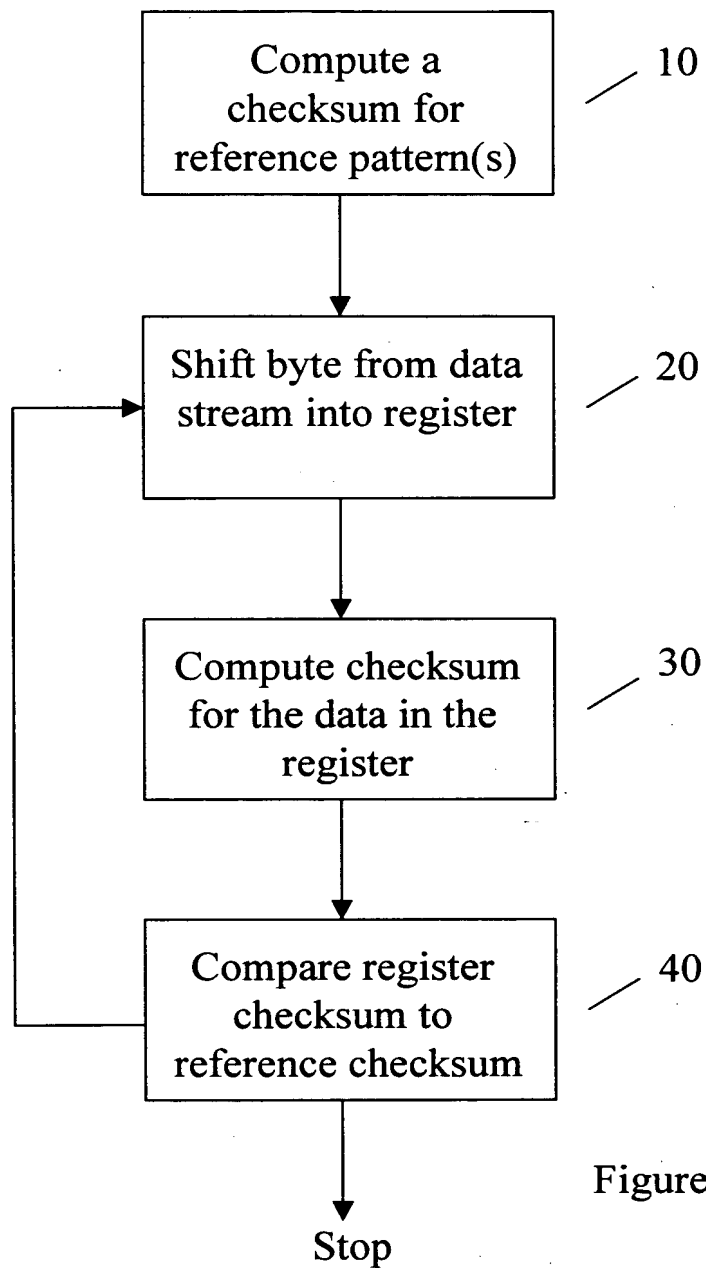 Compute a
checksum for
reference pattern(s)
10
Shift byte from data
stream into register
20
Compute checksum
for the data in the
register
30
Compare register
checksum to
reference checksum
40
Figure
Stop